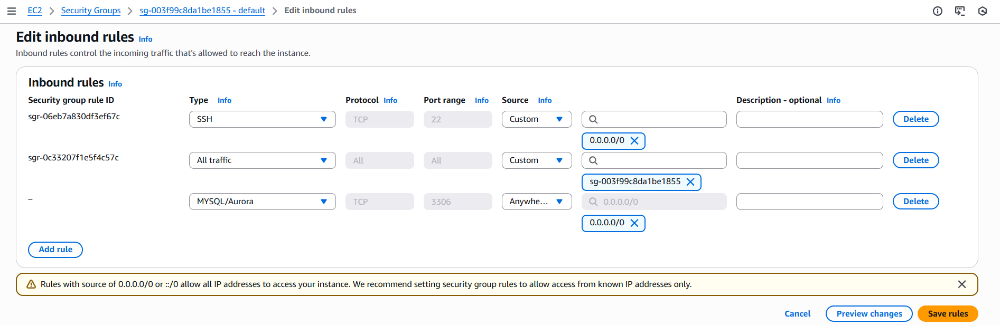 EC2 > Security Groups > sg-003f99c8da1be1855 - default > Edit inbound rules
Edit inbound rules Info
Inbound rules control the incoming traffic that's allowed to reach the instance.
Inbound rules Info
Security group rule ID Type Info Protocol Info Port range Info Source Info Description - optional Info
sgr-06eb7a830df3ef67c SSH TCP 22 Custom Delete
0.0.0.0/0
sgr-0c33207f1e5f4c57c All traffic All All Custom Delete
sg-003f99c8da1be1855
– MYSQL/Aurora TCP 3306 Anywhe... 0.0.0.0/0 Delete
0.0.0.0/0
Add rule
Rules with source of 0.0.0.0/0 or ::/0 allow all IP addresses to access your instance. We recommend setting security group rules to allow access from known IP addresses only.
Cancel Preview changes Save rules